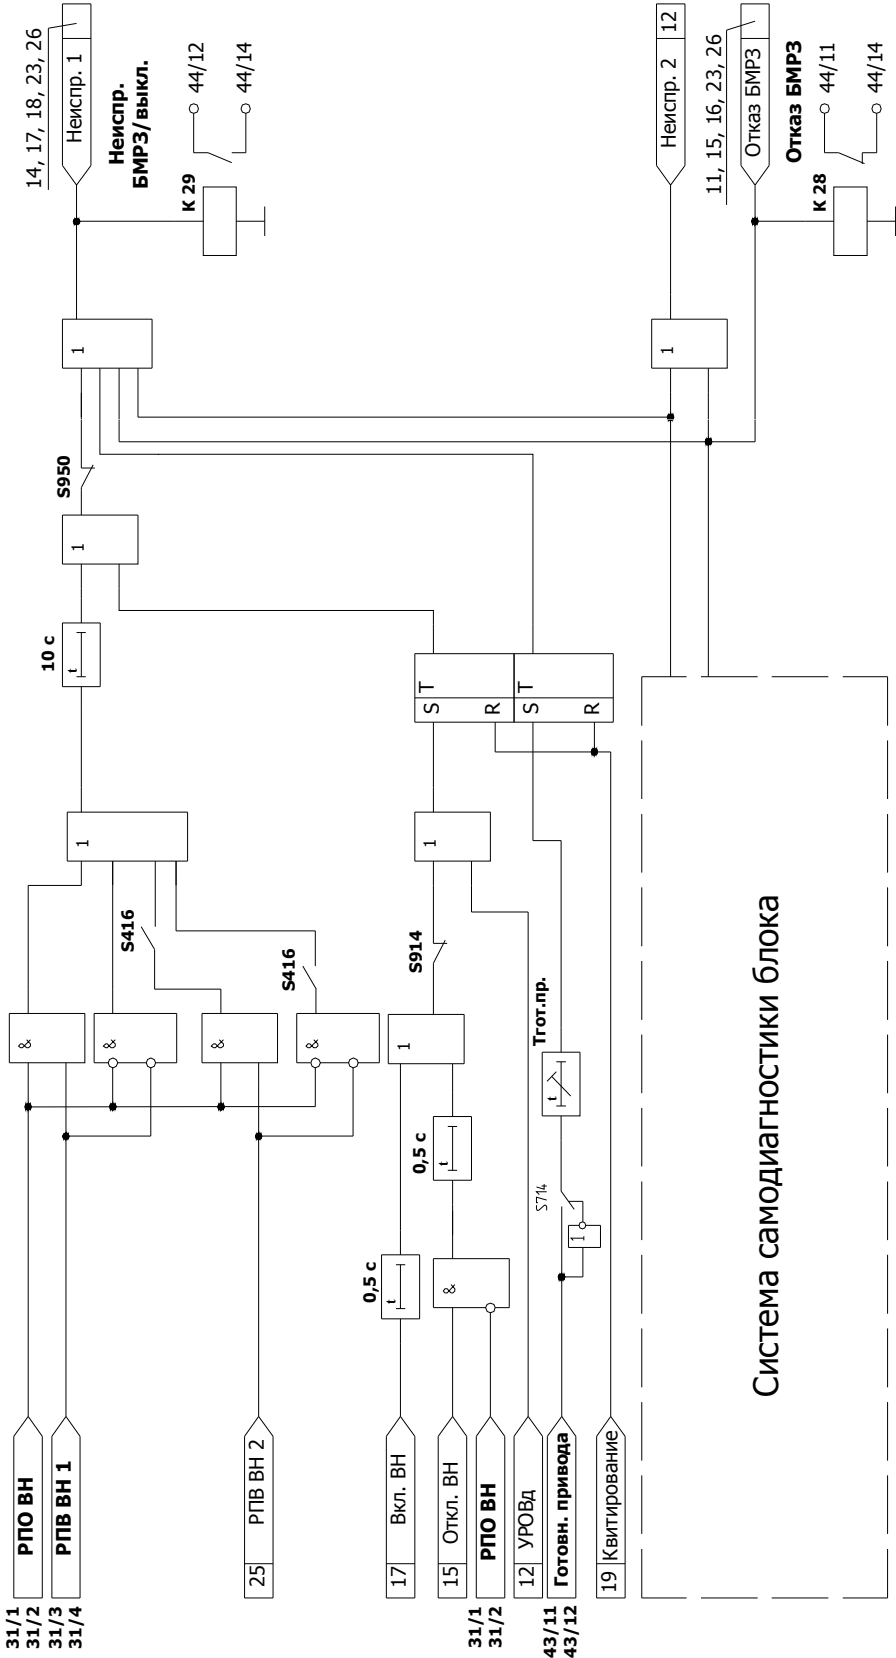 31/1
31/2
РПО ВН
31/3
31/4
РПВ ВН 1
25 РПВ ВН 2
17 Вкл. ВН
15 Откл. ВН
31/1
31/2
РПО ВН
12 УРОВд
43/11
43/12
Готовн. привода
19 Квитирование
&
&
&
&
S416
S416
1
10 с
t
1
S950
1
14, 17, 18, 23, 26
Неиспр. 1
Неиспр.
БМРЗ/выкл.
К 29
44/12
44/14
0,5 с
t
&
0,5 с
t
1
S914
1
S T
R
S T
R
S714
1
Тгот.пр.
t
1
Неиспр. 2 12
11, 15, 16, 23, 26
Отказ БМРЗ
Отказ БМРЗ
К 28
44/11
44/14
Система самодиагностики блока